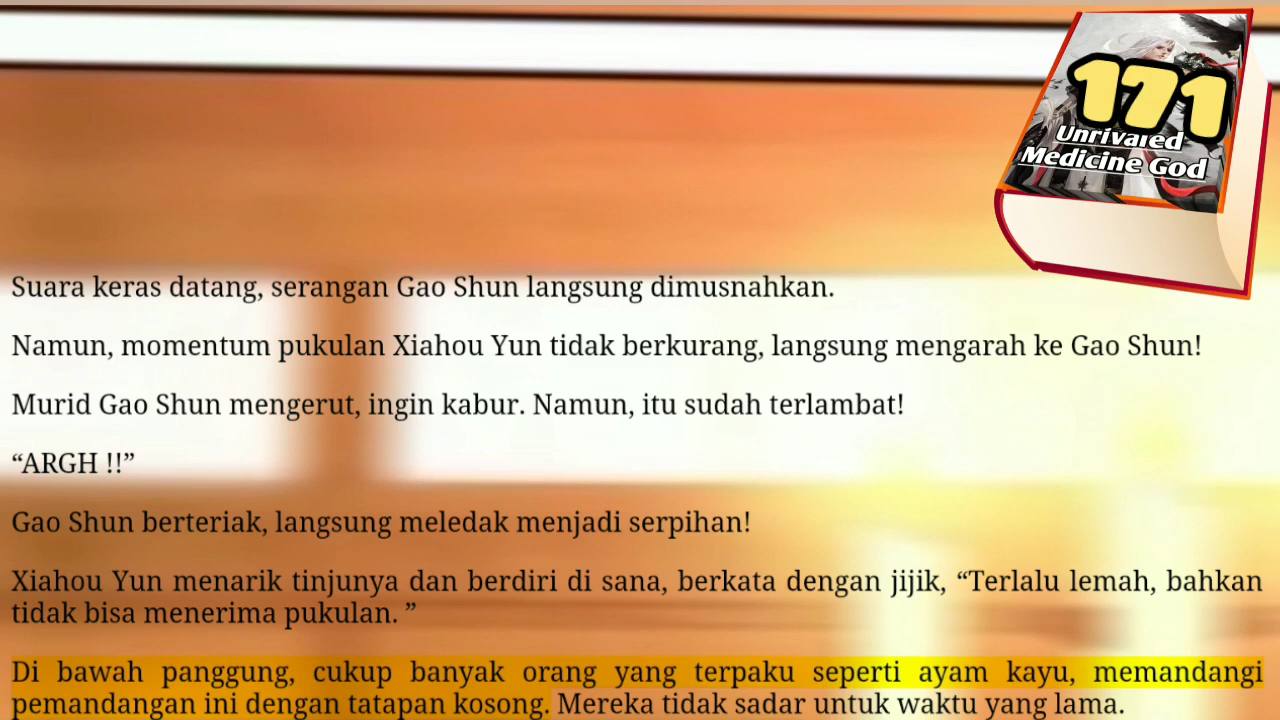 171
Unrivaled
Medicine God
Suara keras datang, serangan Gao Shun langsung dimusnahkan.
Namun, momentum pukulan Xiahou Yun tidak berkurang, langsung mengarah ke Gao Shun!
Murid Gao Shun mengerut, ingin kabur. Namun, itu sudah terlambat!
“ARGH !!”
Gao Shun berteriak, langsung meledak menjadi serpihan!
Xiahou Yun menarik tinjunya dan berdiri di sana, berkata dengan jijik, “Terlalu lemah, bahkan
tidak bisa menerima pukulan. ”
Di bawah panggung, cukup banyak orang yang terpaku seperti ayam kayu, memandangi
pemandangan ini dengan tatapan kosong. Mereka tidak sadar untuk waktu yang lama.